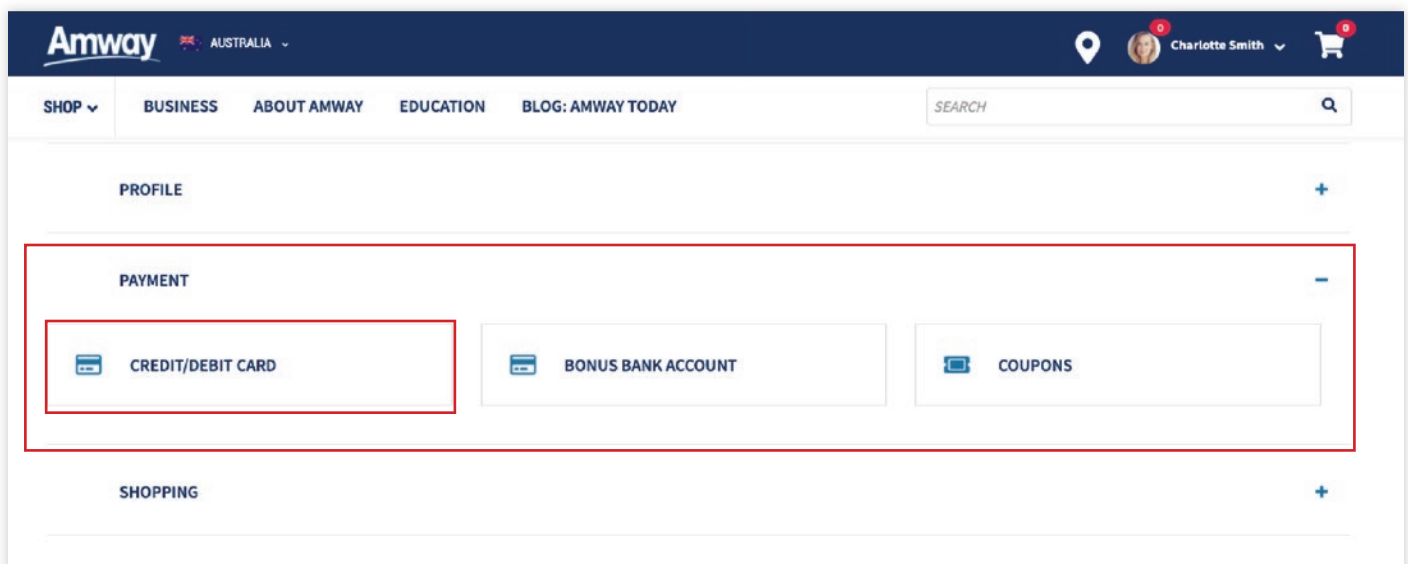 Amway AUSTRALIA 0 Charlotte Smith 0
SHOP BUSINESS ABOUT AMWAY EDUCATION BLOG: AMWAY TODAY SEARCH
PROFILE
PAYMENT
CREDIT/DEBIT CARD BONUS BANK ACCOUNT COUPONS
SHOPPING